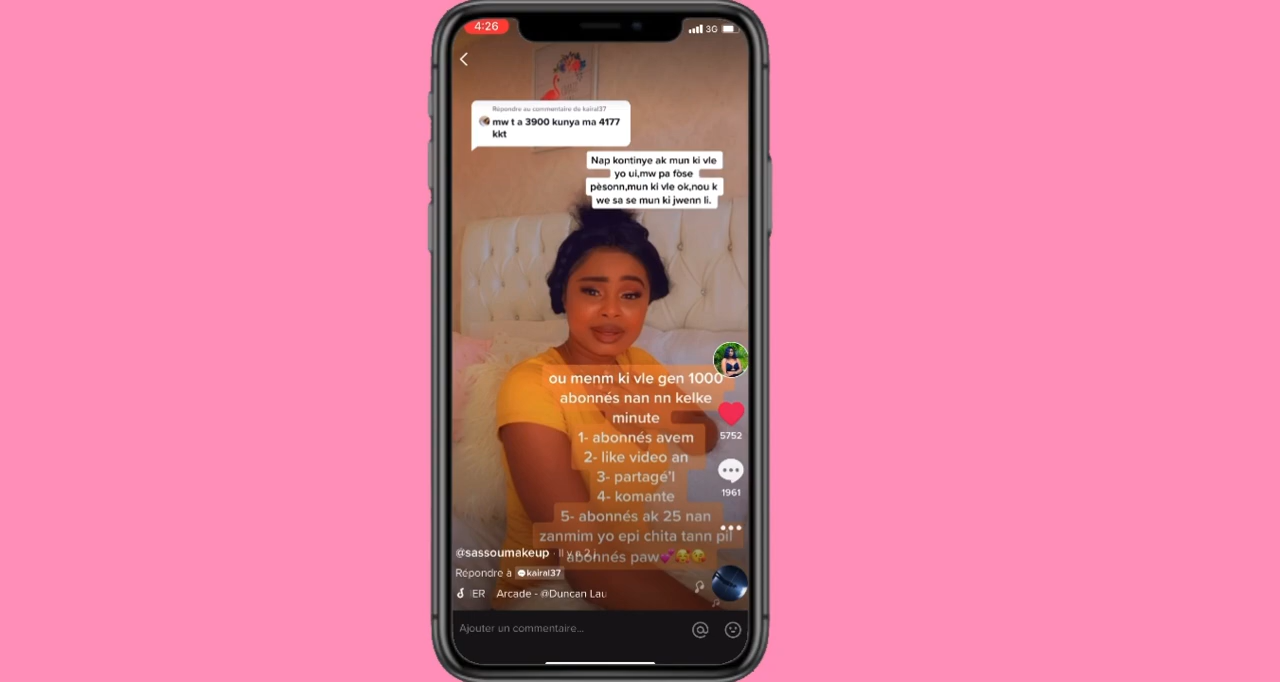 4:26
3G
Répondre au commentaire de kairal37
mw t a 3900 kunya ma 4177
kkt
Nap kontinye ak mun ki vle
yo ui,mw pa fòse
pèsonn,mun ki vle ok,nou k
we sa se mun ki jwenn li.
ou menm ki vle gen 1000
abonnés nan nn kelke
minute
1- abonnés avem
2- like video an
3- partagé'l
4- komante
5- abonnés ak 25 nan
zanmim yo epi chita tann pil
abonnés paw💕🥰😘
5752
1961
@sassoumakeup · Il y a 2 j
Répondre à kairal37
ER Arcade - @Duncan Lau
Ajouter un commentaire...